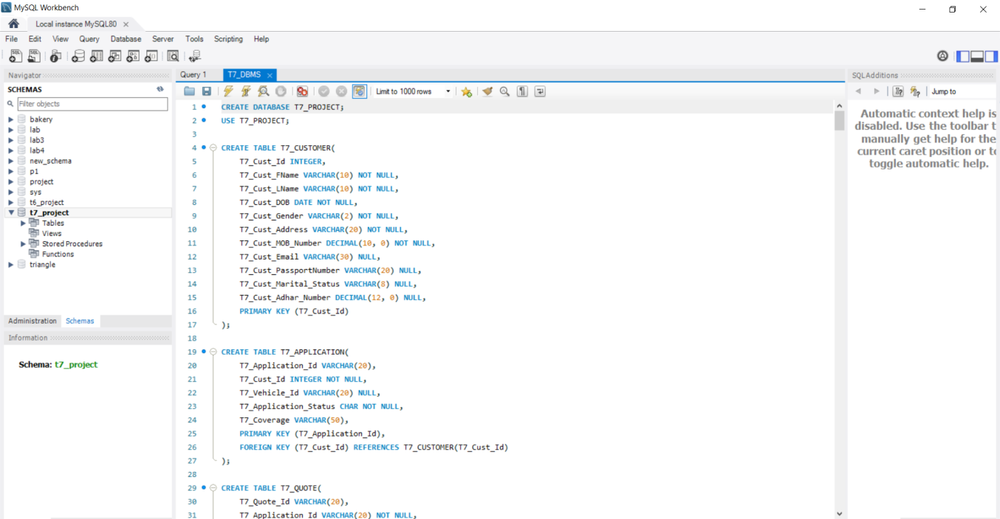 MySQL Workbench
Local instance MySQL80
File Edit View Query Database Server Tools Scripting Help
Navigator
SCHEMAS
Filter objects
bakery
lab
lab3
lab4
new_schema
p1
project
sys
t6_project
t7_project
Tables
Views
Stored Procedures
Functions
triangle
Administration Schemas
Information
Schema: t7_project
Query 1 T7_DBMS
Limit to 1000 rows
1 CREATE DATABASE T7_PROJECT;
2 USE T7_PROJECT;
3
4 CREATE TABLE T7_CUSTOMER(
5 T7_Cust_Id INTEGER,
6 T7_Cust_FName VARCHAR(10) NOT NULL,
7 T7_Cust_LName VARCHAR(10) NOT NULL,
8 T7_Cust_DOB DATE NOT NULL,
9 T7_Cust_Gender VARCHAR(2) NOT NULL,
10 T7_Cust_Address VARCHAR(20) NOT NULL,
11 T7_Cust_MOB_Number DECIMAL(10, 0) NOT NULL,
12 T7_Cust_Email VARCHAR(30) NULL,
13 T7_Cust_PassportNumber VARCHAR(20) NULL,
14 T7_Cust_Marital_Status VARCHAR(8) NULL,
15 T7_Cust_Adhar_Number DECIMAL(12, 0) NULL,
16 PRIMARY KEY (T7_Cust_Id)
17 );
18
19 CREATE TABLE T7_APPLICATION(
20 T7_Application_Id VARCHAR(20),
21 T7_Cust_Id INTEGER NOT NULL,
22 T7_Vehicle_Id VARCHAR(20) NULL,
23 T7_Application_Status CHAR NOT NULL,
24 T7_Coverage VARCHAR(50),
25 PRIMARY KEY (T7_Application_Id),
26 FOREIGN KEY (T7_Cust_Id) REFERENCES T7_CUSTOMER(T7_Cust_Id)
27 );
28
29 CREATE TABLE T7_QUOTE(
30 T7_Quote_Id VARCHAR(20),
31 T7_Application_Id VARCHAR(20) NOT NULL,
SQLAdditions
Jump to
Automatic context help is
disabled. Use the toolbar t
manually get help for the
current caret position or to
toggle automatic help.